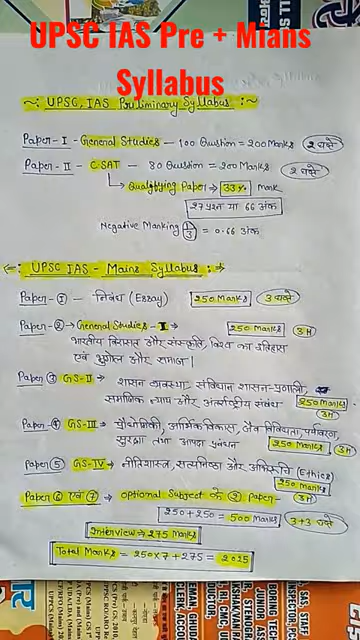 UPSC IAS Pre + Mians
Syllabus
~: UPSC, IAS Preliminary Syllabus :~
Paper-I - General Studies - 100 Question = 200 Marks 2 घण्टे
Paper-II - CSAT - 80 Question = 200 Marks 2 घण्टे
↳ Qualifying Paper → 33% Mark
27 प्रश्न या 66 अंक
Negative Marking 1/3 = 0.66 अंक
⇐: UPSC IAS - Mains Syllabus :⇒
Paper-① - निबंध (Essay) 250 Marks 3 घण्टे
Paper-② → General Studies - I → 250 Marks 3H
भारतीय विरासत और संस्कृति, विश्व का इतिहास
एवं भूगोल और समाज।
Paper ③ GS-II → शासन व्यवस्था संविधान शासन-प्रणाली,
सामाजिक न्याय और अंतर्राष्ट्रीय संबंध 250 Marks
3H
Paper-④ GS-III → प्रौद्योगिकी, आर्थिक विकास, जैव विविधता, पर्यावरण,
सुरक्षा तथा आपदा प्रबंधन 250 Marks 3H
Paper ⑤ GS-IV → नीतिशास्त्र, सत्यनिष्ठा और अभिरूचि (Ethics)
250 Marks
Paper ⑥ एवं ⑦ → optional Subject के ② Paper- 3H
250 + 250 = 500 Marks 3+3 घण्टे
Interview → 275 Marks
Total Marks - 250×7 + 275 = 2025